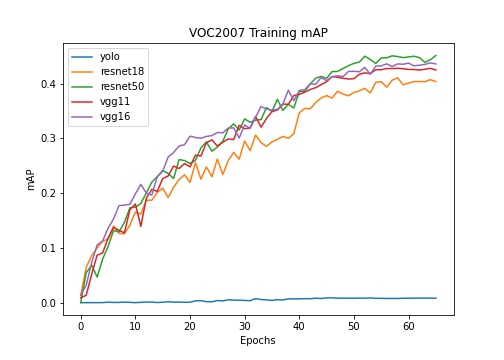 VOC2007 Training mAP
yolo
resnet18
resnet50
vgg11
vgg16
mAP
0.4
0.3
0.2
0.1
0.0
0 10 20 30 40 50 60
Epochs